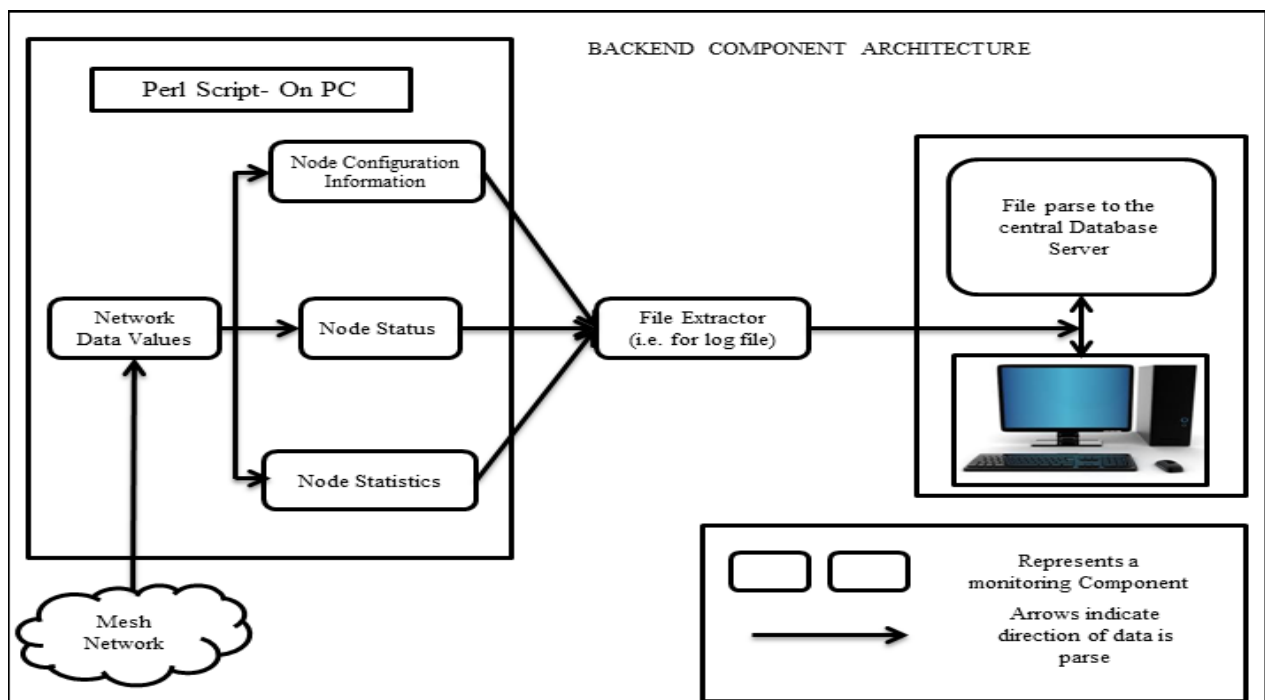 BACKEND COMPONENT ARCHITECTURE
Perl Script- On PC
Node Configuration
Information
Network
Data Values
Node Status
Node Statistics
File Extractor
(i.e. for log file)
File parse to the
central Database
Server
Mesh
Network
Represents a
monitoring Component
Arrows indicate
direction of data is
parse